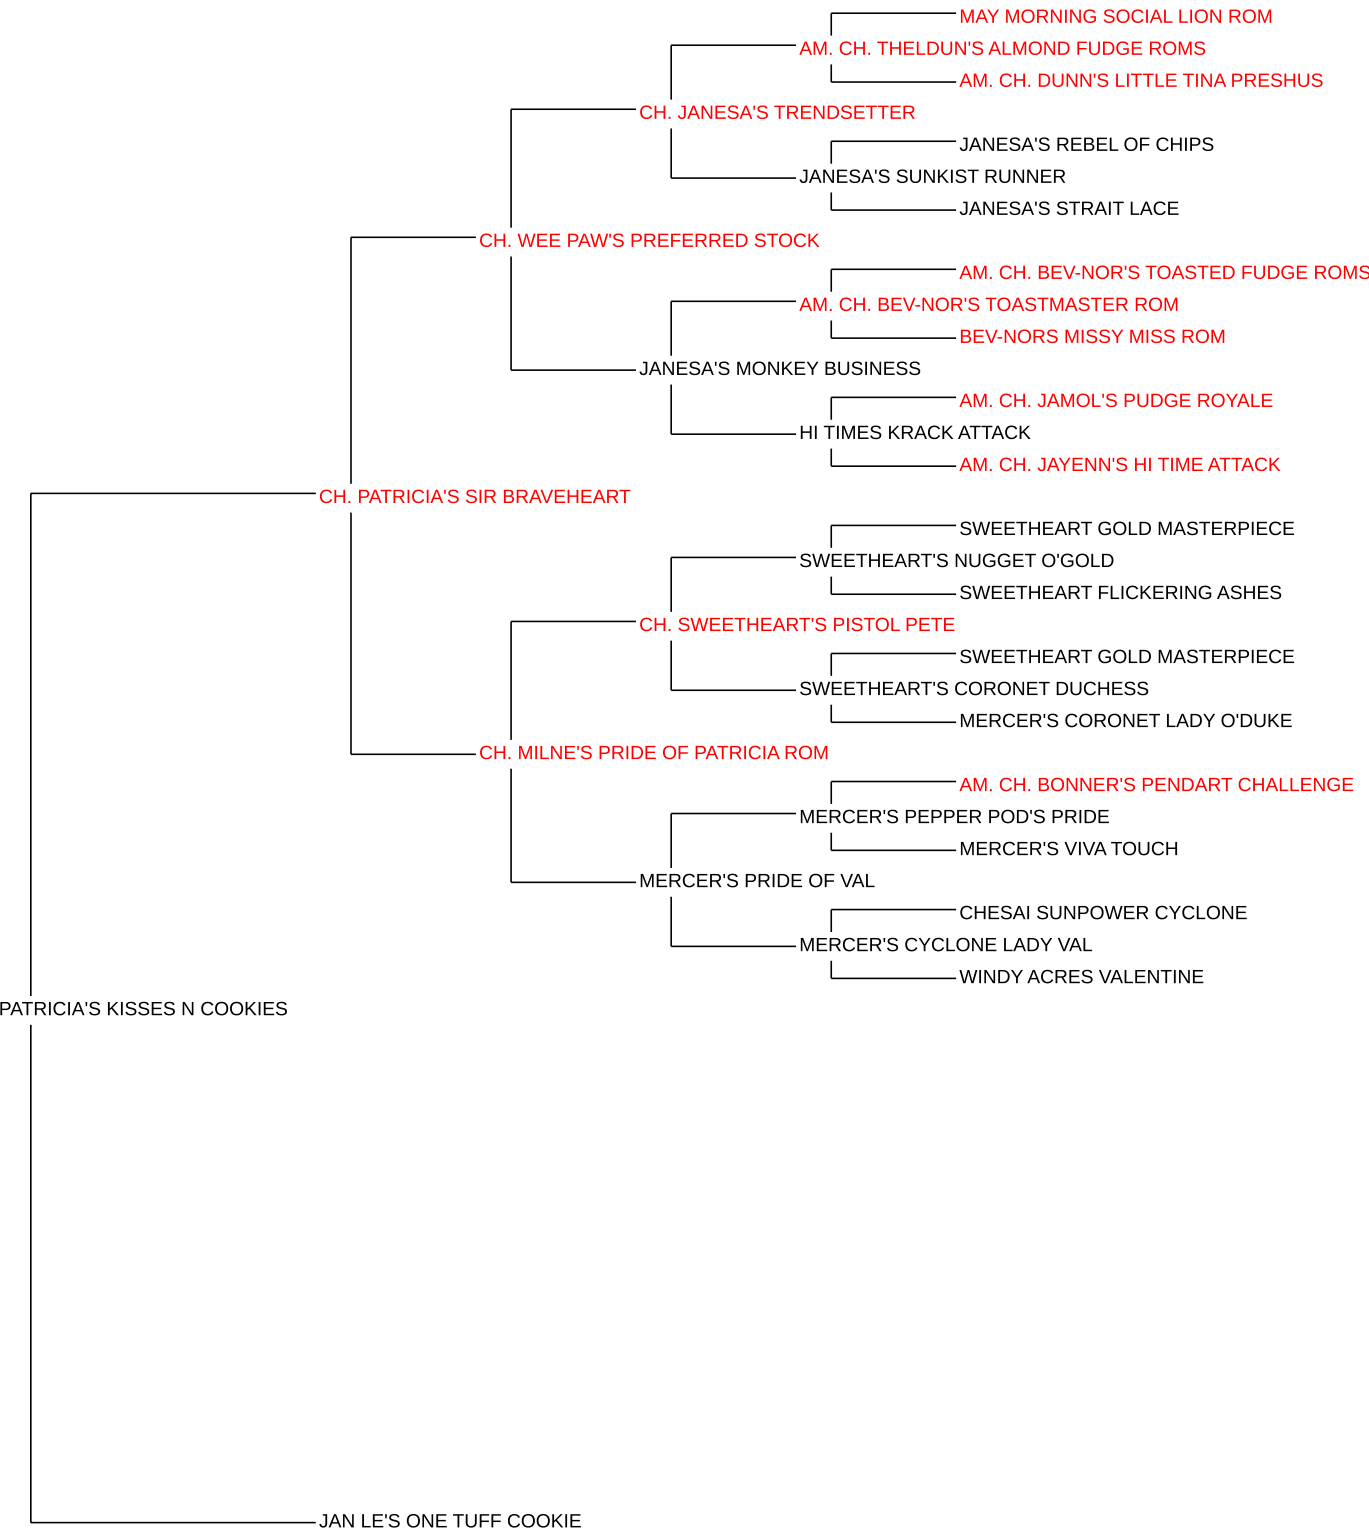 MAY MORNING SOCIAL LION ROM
AM. CH. THELDUN'S ALMOND FUDGE ROMS
AM. CH. DUNN'S LITTLE TINA PRESHUS
CH. JANESA'S TRENDSETTER
JANESA'S REBEL OF CHIPS
JANESA'S SUNKIST RUNNER
JANESA'S STRAIT LACE
CH. WEE PAW'S PREFERRED STOCK
AM. CH. BEV-NOR'S TOASTED FUDGE ROMS
AM. CH. BEV-NOR'S TOASTMASTER ROM
BEV-NORS MISSY MISS ROM
JANESA'S MONKEY BUSINESS
AM. CH. JAMOL'S PUDGE ROYALE
HI TIMES KRACK ATTACK
AM. CH. JAYENN'S HI TIME ATTACK
CH. PATRICIA'S SIR BRAVEHEART
SWEETHEART GOLD MASTERPIECE
SWEETHEART'S NUGGET O'GOLD
SWEETHEART FLICKERING ASHES
CH. SWEETHEART'S PISTOL PETE
SWEETHEART GOLD MASTERPIECE
SWEETHEART'S CORONET DUCHESS
MERCER'S CORONET LADY O'DUKE
CH. MILNE'S PRIDE OF PATRICIA ROM
AM. CH. BONNER'S PENDART CHALLENGE
MERCER'S PEPPER POD'S PRIDE
MERCER'S VIVA TOUCH
MERCER'S PRIDE OF VAL
CHESAI SUNPOWER CYCLONE
MERCER'S CYCLONE LADY VAL
WINDY ACRES VALENTINE
PATRICIA'S KISSES N COOKIES
JAN LE'S ONE TUFF COOKIE